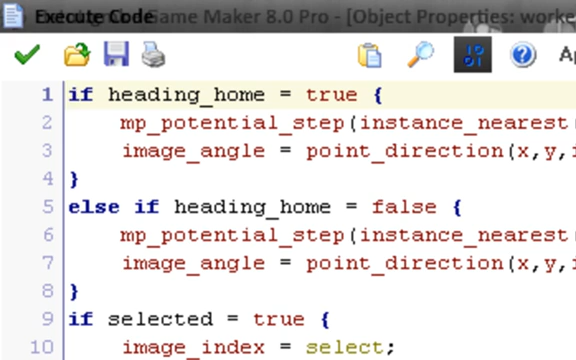 Execute Code Game Maker 8.0 Pro - [Object Properties: worke
Ap
1 if heading_home = true {
2 mp_potential_step(instance_nearest
3 image_angle = point_direction(x,y,i
4 }
5 else if heading_home = false {
6 mp_potential_step(instance_nearest
7 image_angle = point_direction(x,y,i
8 }
9 if selected = true {
10 image_index = select;